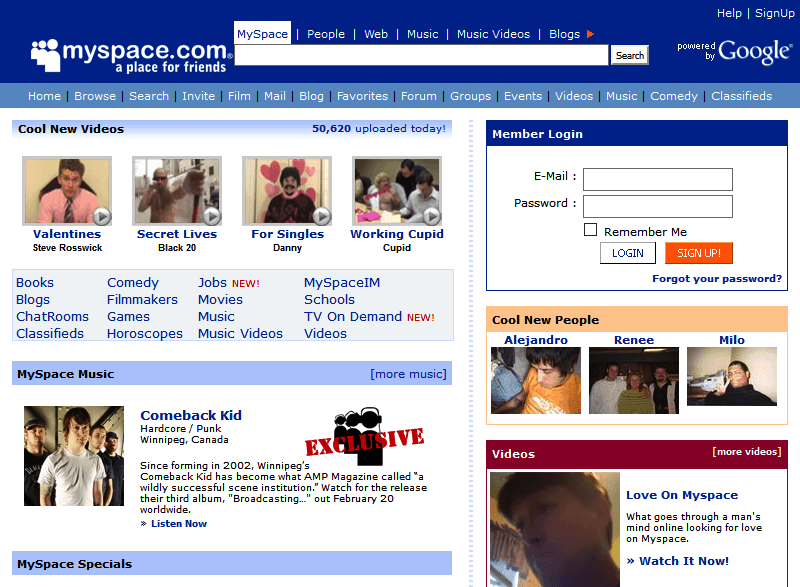 Help | SignUp
MySpace | People | Web | Music | Music Videos | Blogs
myspace.com®
a place for friends
Search
powered by Google™
Home | Browse | Search | Invite | Film | Mail | Blog | Favorites | Forum | Groups | Events | Videos | Music | Comedy | Classifieds
Cool New Videos 50,620 uploaded today!
Valentines Secret Lives For Singles Working Cupid
Steve Rosswick Black 20 Danny Cupid
Books Comedy Jobs NEW! MySpaceIM
Blogs Filmmakers Movies Schools
ChatRooms Games Music TV On Demand NEW!
Classifieds Horoscopes Music Videos Videos
MySpace Music [more music]
Comeback Kid
Hardcore / Punk
Winnipeg, Canada
EXCLUSIVE
Since forming in 2002, Winnipeg’s
Comeback Kid has become what AMP Magazine called “a
wildly successful scene institution.” Watch for the release
their third album, "Broadcasting..." out February 20
worldwide.
» Listen Now
MySpace Specials
Member Login
E-Mail :
Password :
Remember Me
LOGIN SIGN UP!
Forgot your password?
Cool New People
Alejandro Renee Milo
Videos [more videos]
Love On Myspace
What goes through a man's
mind online looking for love
on Myspace.
» Watch It Now!